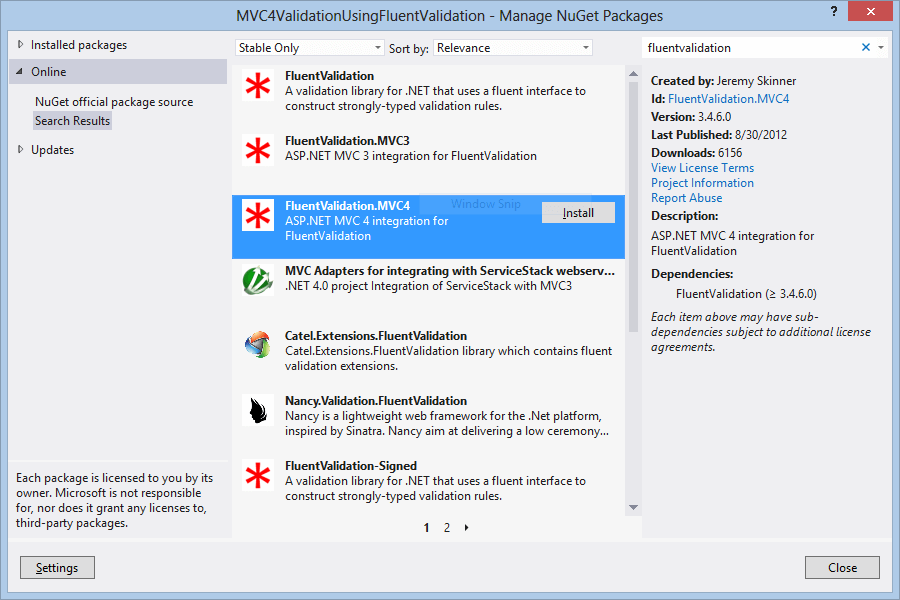 MVC4ValidationUsingFluentValidation - Manage NuGet Packages
?
Installed packages
Online
NuGet official package source
Search Results
Updates
Each package is licensed to you by its
owner. Microsoft is not responsible
for, nor does it grant any licenses to,
third-party packages.
Settings
Stable Only
Sort by:
Relevance
FluentValidation
A validation library for .NET that uses a fluent interface to
construct strongly-typed validation rules.
FluentValidation.MVC3
ASP.NET MVC 3 integration for FluentValidation
FluentValidation.MVC4
ASP.NET MVC 4 integration for
FluentValidation
Window Snip
Install
MVC Adapters for integrating with ServiceStack webserv...
.NET 4.0 project Integration of ServiceStack with MVC3
Catel.Extensions.FluentValidation
Catel.Extensions.FluentValidation library which contains fluent
validation extensions.
Nancy.Validation.FluentValidation
Nancy is a lightweight web framework for the .Net platform,
inspired by Sinatra. Nancy aim at delivering a low ceremony...
FluentValidation-Signed
A validation library for .NET that uses a fluent interface to
construct strongly-typed validation rules.
1 2
fluentvalidation
Created by: Jeremy Skinner
Id: FluentValidation.MVC4
Version: 3.4.6.0
Last Published: 8/30/2012
Downloads: 6156
View License Terms
Project Information
Report Abuse
Description:
ASP.NET MVC 4 integration for
FluentValidation
Dependencies:
FluentValidation (≥ 3.4.6.0)
Each item above may have sub-
dependencies subject to additional license
agreements.
Close